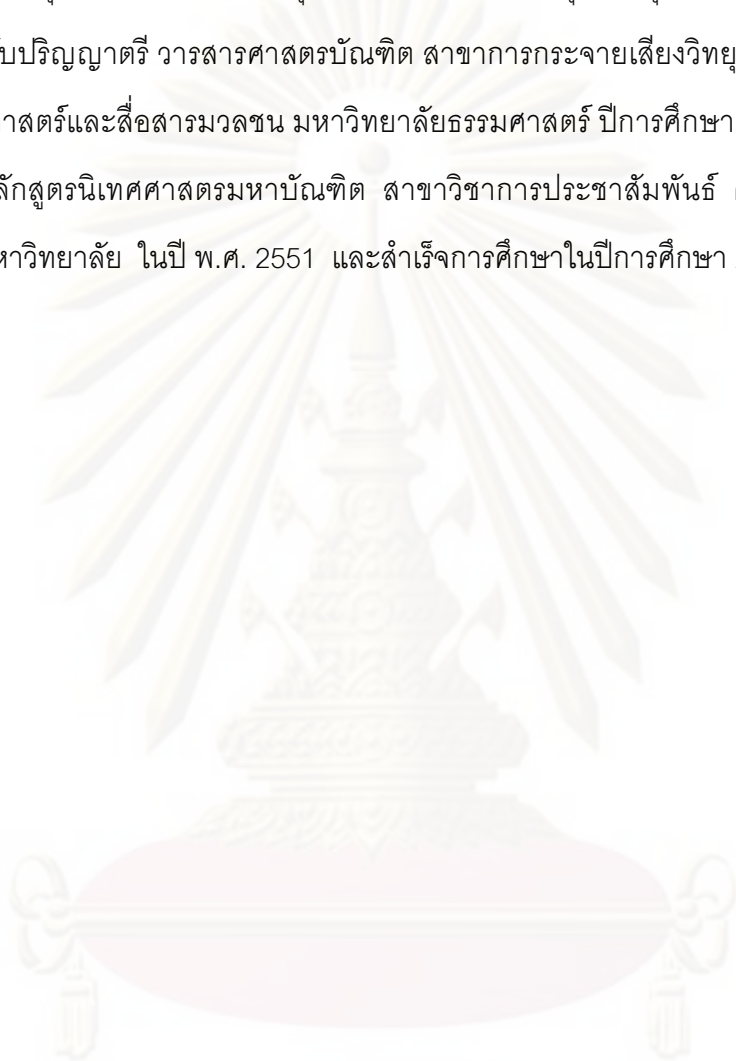 บปริญญาตรี วารสารศาสตรบัณฑิต สาขาการกระจายเสียงวิทยุ
าสตร์และสื่อสารมวลชน มหาวิทยาลัยธรรมศาสตร์ ปีการศึกษา
ลักสูตรนิเทศศาสตรมหาบัณฑิต สาขาวิชาการประชาสัมพันธ์
หาวิทยาลัย ในปี พ.ศ. 2551 และสำเร็จการศึกษาในปีการศึกษา